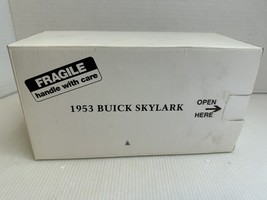 FRAGILE
handle with care
1953 BUICK SKYLARK
OPEN
HERE